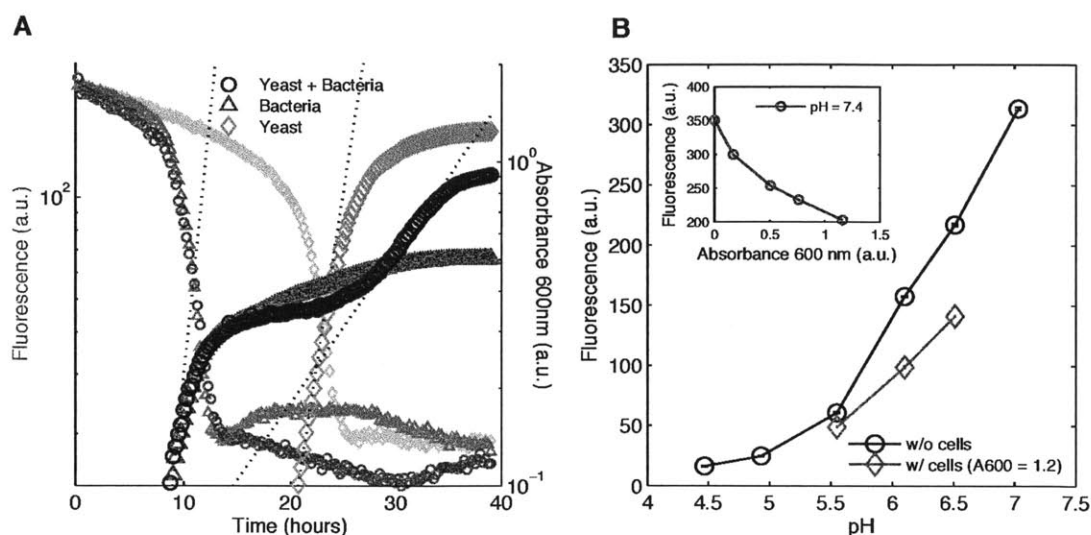 A
Fluorescence (a.u.)
10²
Yeast + Bacteria
Bacteria
Yeast
10⁰
10⁻¹
Absorbance 600nm (a.u.)
0 10 20 30 40
Time (hours)
B
Fluorescence (a.u.)
350
300
250
200
150
100
50
0
Fluorescence (a.u.)
400
350
300
250
200
pH = 7.4
0 0.5 1 1.5
Absorbance 600 nm (a.u.)
w/o cells
w/ cells (A600 = 1.2)
4 4.5 5 5.5 6 6.5 7 7.5
pH